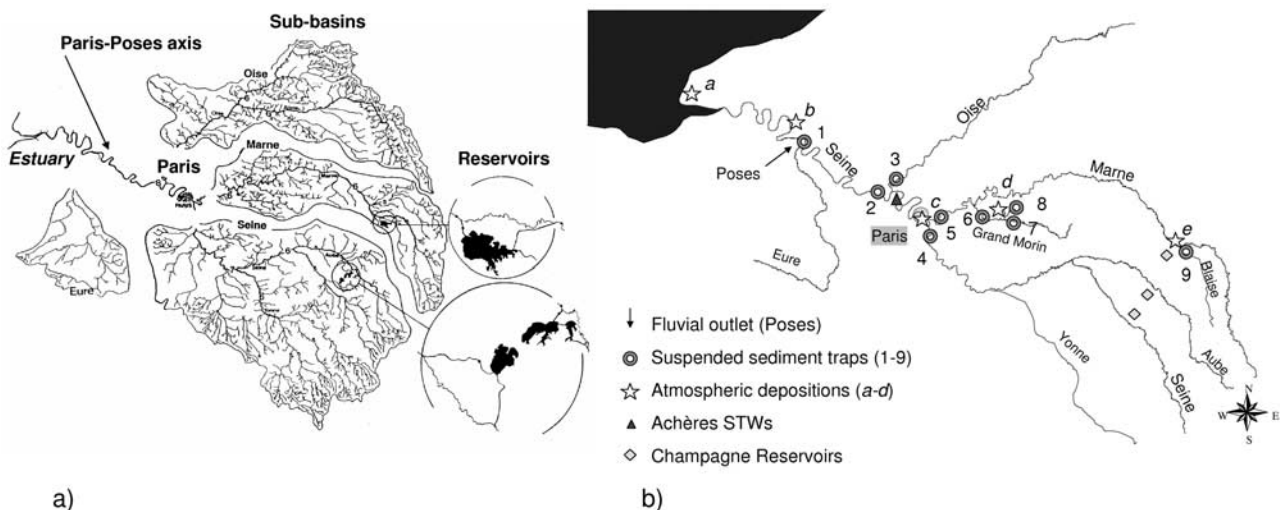 Sub-basins
Paris-Poses axis
Oise
Estuary
Paris
Marne
Reservoirs
Seine
Eure
a)
a
b
1
Seine
Oise
Poses
3
2
Marne
c
d
8
6
7
Paris
5
Grand Morin
4
e
9
Eure
Blaise
Yonne
Aube
Seine
N
W
E
S
Fluvial outlet (Poses)
Suspended sediment traps (1-9)
Atmospheric depositions (a-d)
Achères STWs
Champagne Reservoirs
b)